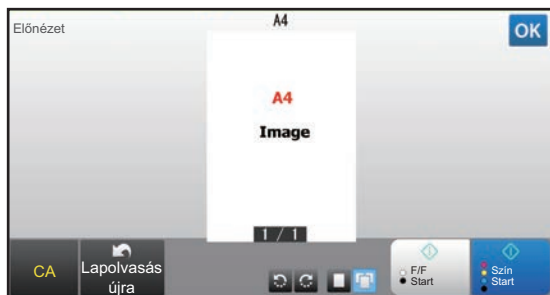 A4
Előnézet
OK
A4
Image
1 / 1
CA
Lapolvasás
újra
F/F
Start
Szín
Start